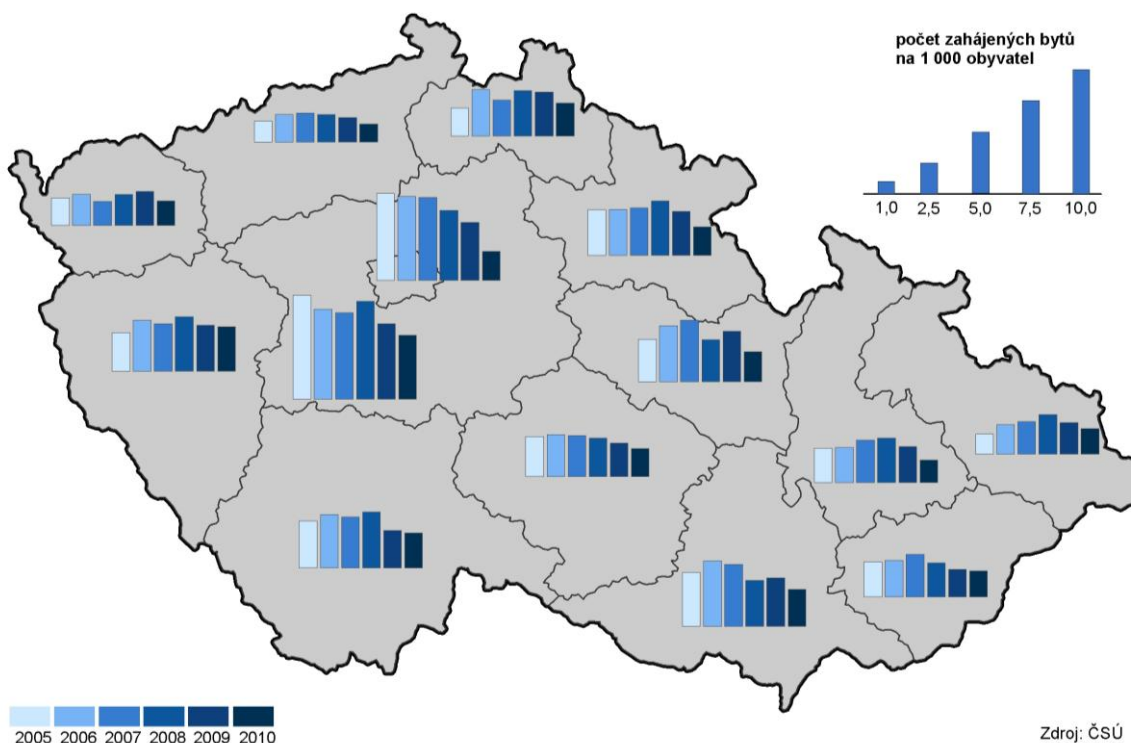 počet zahájených bytů
na 1 000 obyvatel
1,0 2,5 5,0 7,5 10,0
2005 2006 2007 2008 2009 2010
Zdroj: ČSÚ